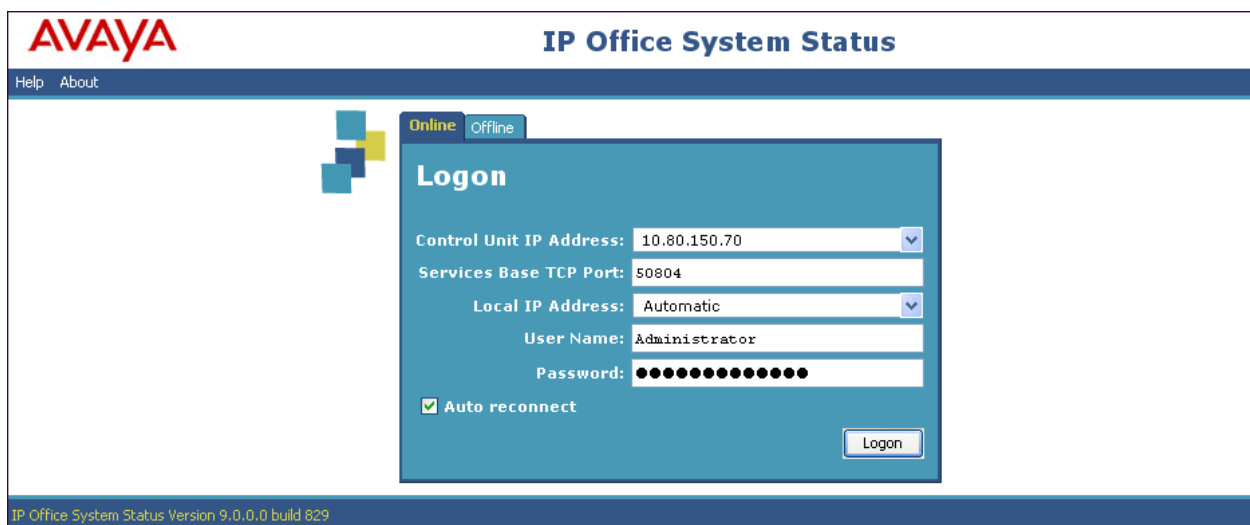 AVAYA
IP Office System Status
Help About
Online Offline
Logon
Control Unit IP Address: 10.80.150.70
Services Base TCP Port: 50804
Local IP Address: Automatic
User Name: Administrator
Password: ●●●●●●●●●●●●●
Auto reconnect
Logon
IP Office System Status Version 9.0.0.0 build 829